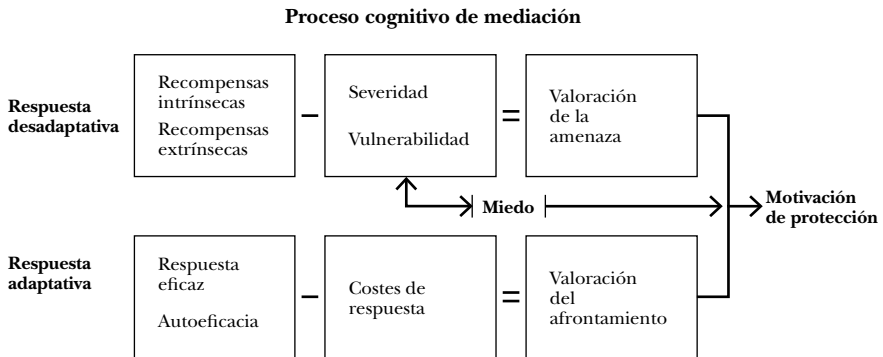 Proceso cognitivo de mediación
Respuesta
desadaptativa
Recompensas
intrínsecas
Recompensas
extrínsecas
–
Severidad
Vulnerabilidad
=
Valoración
de la
amenaza
Miedo
Motivación
de protección
Respuesta
adaptativa
Respuesta
eficaz
Autoeficacia
–
Costes de
respuesta
=
Valoración
del
afrontamiento